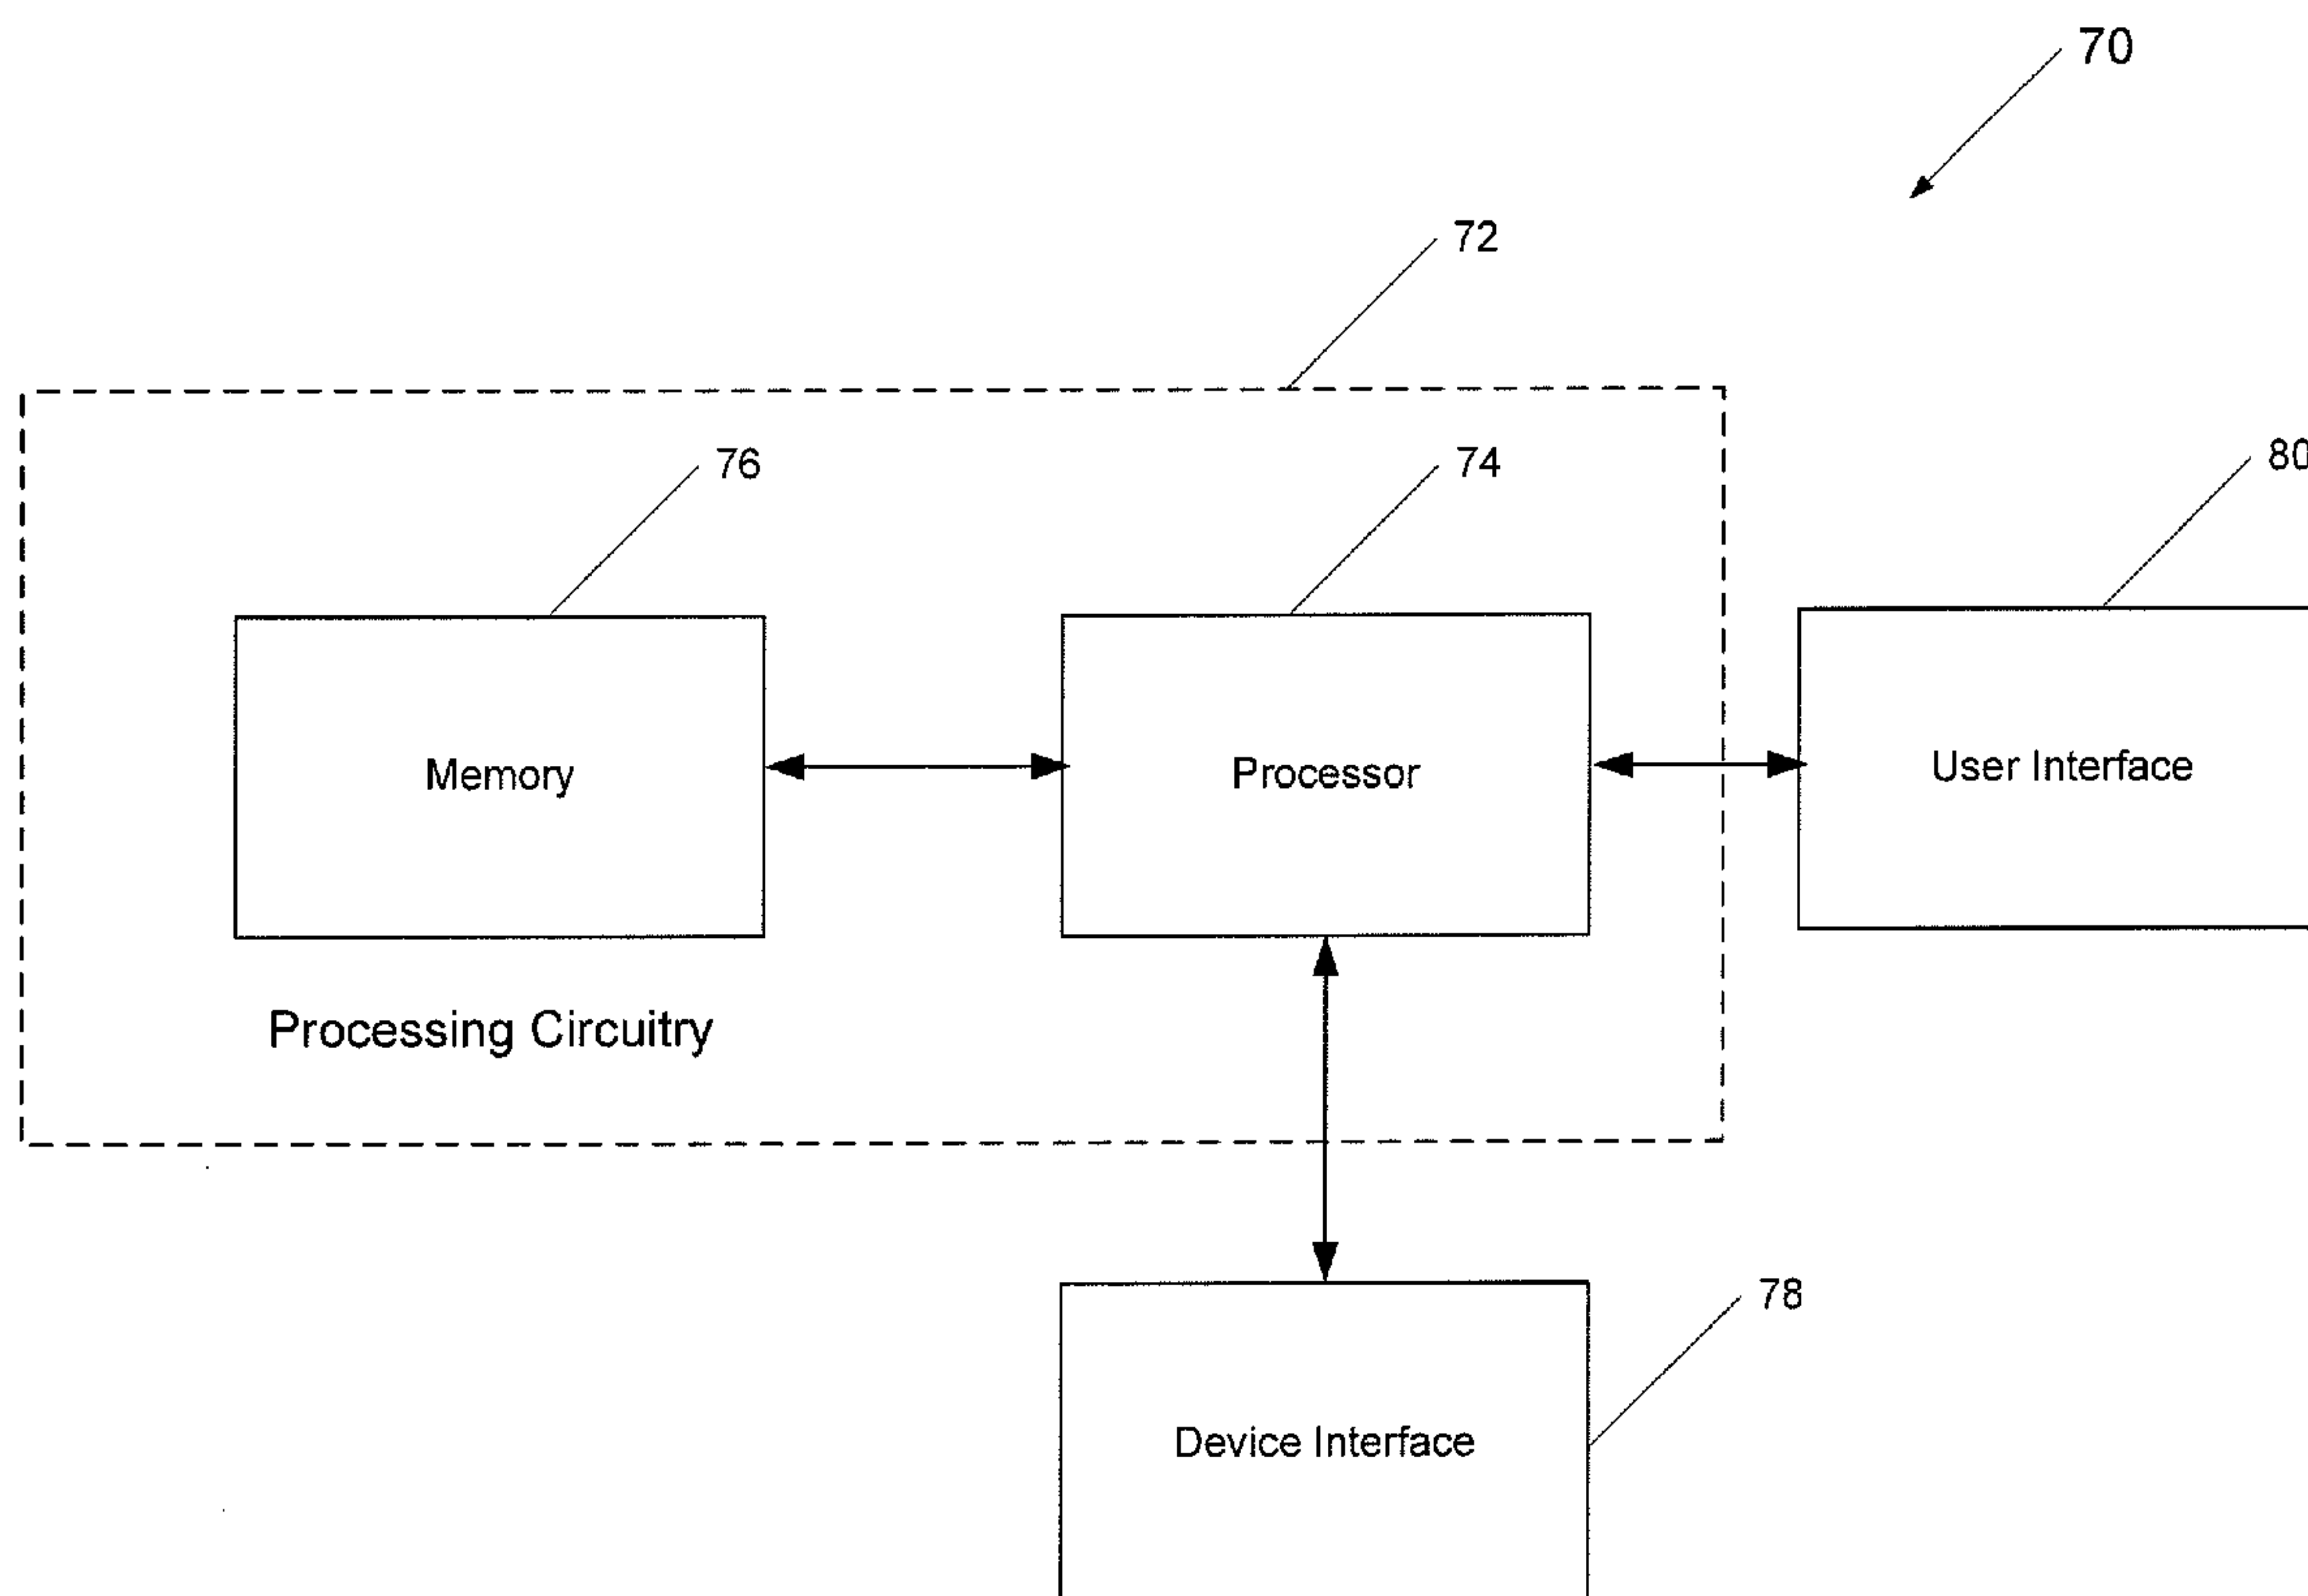 70
72
76
74
80
Memory
Processor
User Interface
Processing Circuitry
78
Device Interface